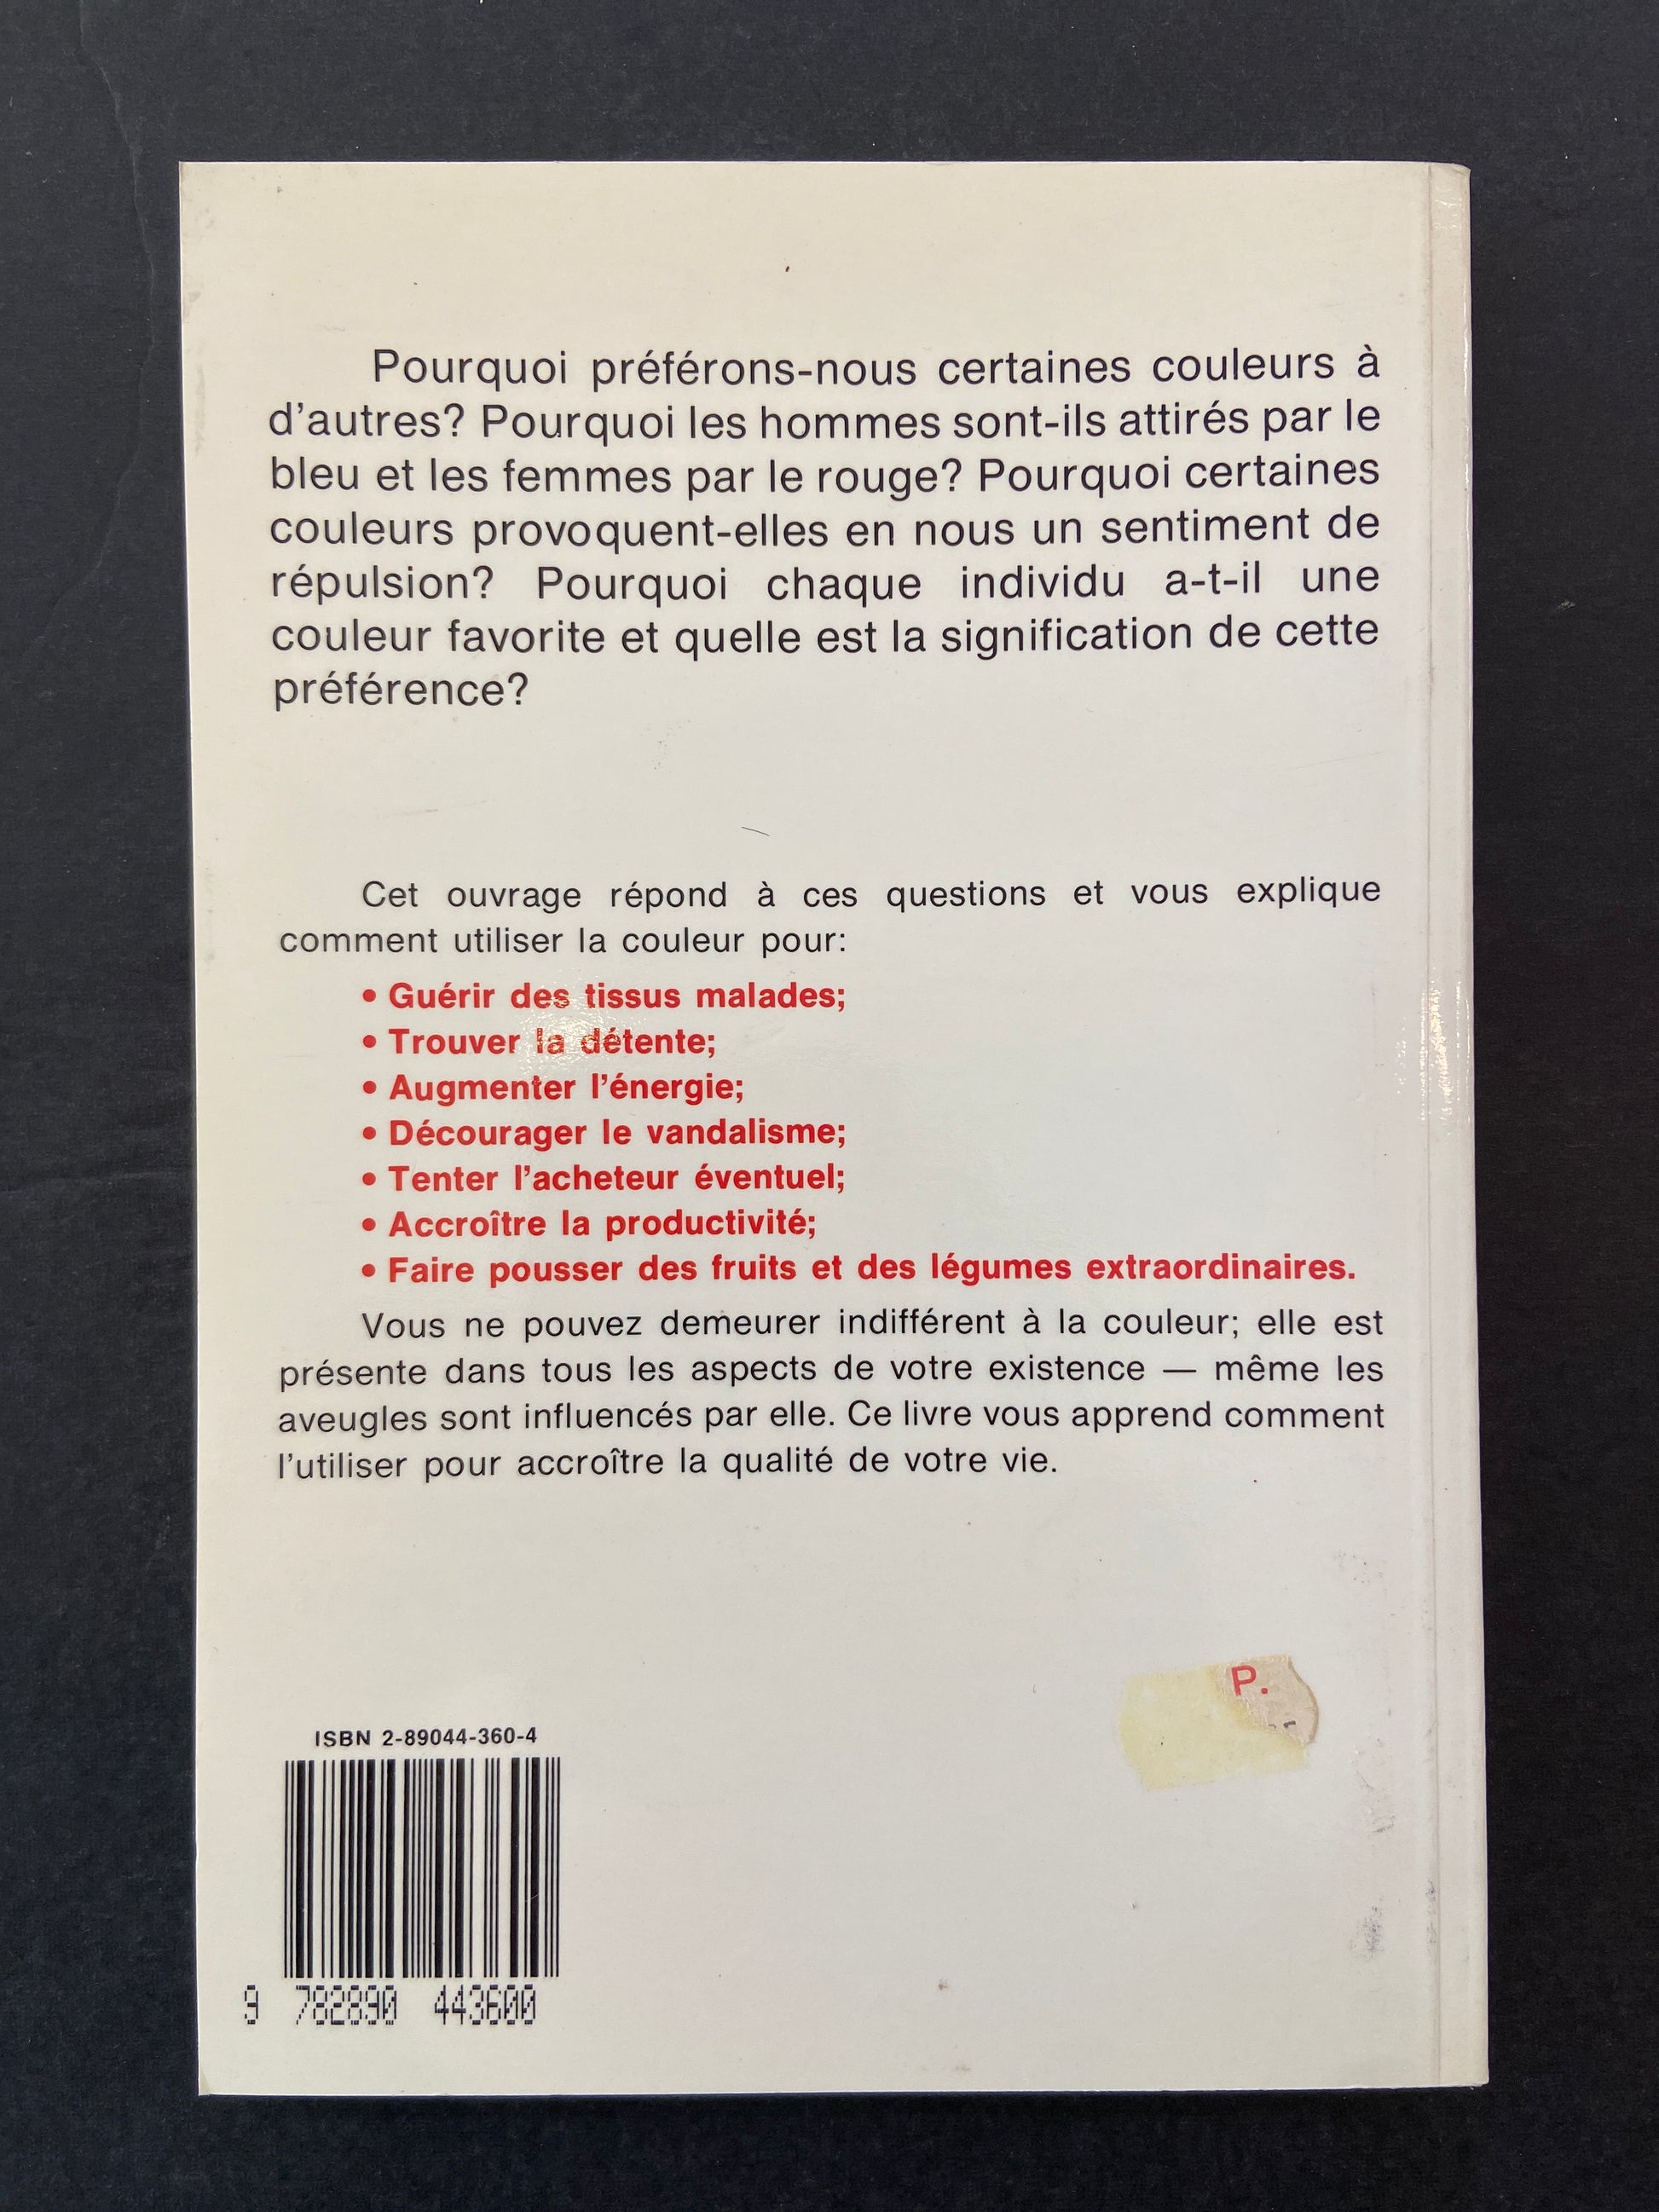 Pourquoi préférons-nous certaines couleurs à
d'autres? Pourquoi les hommes sont-ils attirés par le
bleu et les femmes par le rouge? Pourquoi certaines
couleurs provoquent-elles en nous un sentiment de
répulsion? Pourquoi chaque individu a-t-il une
couleur favorite et quelle est la signification de cette
préférence?
Cet ouvrage répond à ces questions et vous explique
comment utiliser la couleur pour:
• Guérir des tissus malades;
• Trouver la détente;
• Augmenter l'énergie;
• Décourager le vandalisme;
• Tenter l'acheteur éventuel;
• Accroître la productivité;
• Faire pousser des fruits et des légumes extraordinaires.
Vous ne pouvez demeurer indifférent à la couleur; elle est
présente dans tous les aspects de votre existence — même les
aveugles sont influencés par elle. Ce livre vous apprend comment
l'utiliser pour accroître la qualité de votre vie.
P.
ISBN 2-89044-360-4
9 782890 443600